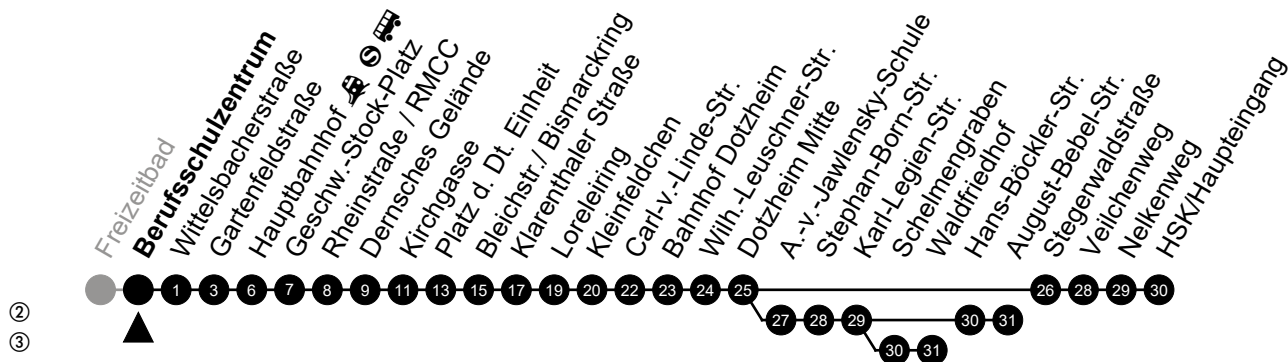 Freizeitbad
Berufsschulzentrum
Wittelsbacherstraße
Gartenfeldstraße
Hauptbahnhof S
Geschw.-Stock-Platz
Rheinstraße / RMCC
Dernsches Gelände
Kirchgasse
Platz d. Dt. Einheit
Bleichstr./ Bismarckring
Klarenthaler Straße
Loreleiring
Kleinfeldchen
Carl-v.-Linde-Str.
Bahnhof Dotzheim
Wilh.-Leuschner-Str.
Dotzheim Mitte
A.-v.-Jawlensky-Schule
Stephan-Born-Str.
Karl-Legien-Str.
Schelmengraben
Waldfriedhof
Hans-Böckler-Str.
August-Bebel-Str.
Stegerwaldstraße
Veilchenweg
Nelkenweg
HSK/Haupteingang
1 3 6 7 8 9 11 13 15 17 19 20 22 23 24 25 26 28 29 30
② 27 28 29 30 31
③ 30 31